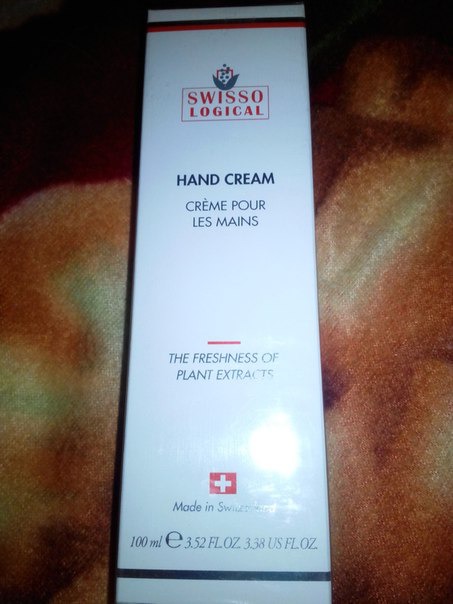 SWISSO
LOGICAL
HAND CREAM
CRÈME POUR
LES MAINS
THE FRESHNESS OF
PLANT EXTRACTS
Made in Switzerland
100 ml ℮ 3.52 FL.OZ. 3.38 US FL.OZ.